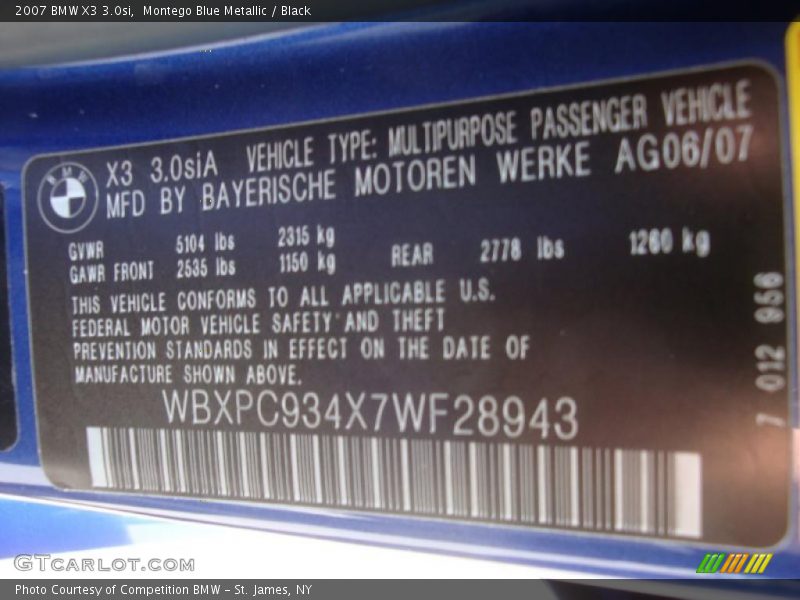 2007 BMW X3 3.0si, Montego Blue Metallic / Black
BMW
X3 3.0siA VEHICLE TYPE: MULTIPURPOSE PASSENGER VEHICLE
MFD BY BAYERISCHE MOTOREN WERKE AG06/07
GVWR 5104 lbs 2315 kg
GAWR FRONT 2535 lbs 1150 kg REAR 2778 lbs 1260 kg
THIS VEHICLE CONFORMS TO ALL APPLICABLE U.S.
FEDERAL MOTOR VEHICLE SAFETY AND THEFT
PREVENTION STANDARDS IN EFFECT ON THE DATE OF
MANUFACTURE SHOWN ABOVE.
WBXPC934X7WF28943
7 012 956
GTCARLOT.COM
Photo Courtesy of Competition BMW – St. James, NY